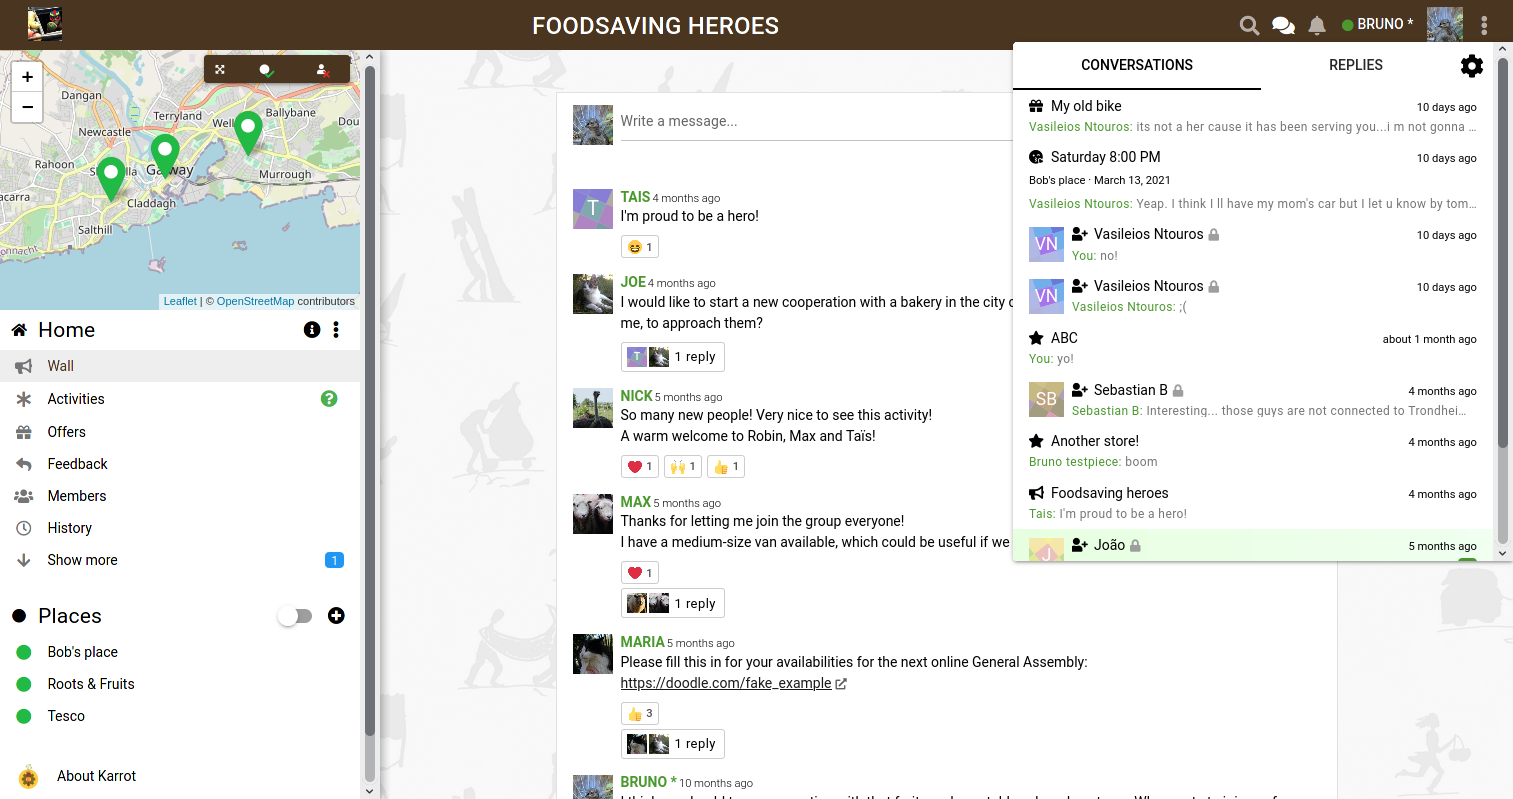 FOODSAVING HEROES
BRUNO *
+
−
Dangan
Terryland
Ballybane
Newcastle
Rahoon
Galway
Murrough
Claddagh
Salthill
Leaflet | © OpenStreetMap contributors
Home
Wall
Activities
Offers
Feedback
Members
History
Show more
1
Places
Bob's place
Roots & Fruits
Tesco
About Karrot
Write a message...
TAIS 4 months ago
I'm proud to be a hero!
1
JOE 4 months ago
I would like to start a new cooperation with a bakery in the city
me, to approach them?
T
1 reply
NICK 5 months ago
So many new people! Very nice to see this activity!
A warm welcome to Robin, Max and Taïs!
1 1 1
MAX 5 months ago
Thanks for letting me join the group everyone!
I have a medium-size van available, which could be useful if we
1
1 reply
MARIA 5 months ago
Please fill this in for your availabilities for the next online General Assembly:
https://doodle.com/fake_example
3
1 reply
BRUNO * 10 months ago
CONVERSATIONS REPLIES
My old bike 10 days ago
Vasileios Ntouros: its not a her cause it has been serving you...i m not gonna ...
Saturday 8:00 PM 10 days ago
Bob's place · March 13, 2021
Vasileios Ntouros: Yeap. I think I ll have my mom's car but I let u know by tom...
VN
Vasileios Ntouros 10 days ago
You: no!
VN
Vasileios Ntouros 10 days ago
Vasileios Ntouros: ;(
ABC about 1 month ago
You: yo!
SB
Sebastian B 4 months ago
Sebastian B: Interesting... those guys are not connected to Trondhei...
Another store! 4 months ago
Bruno testpiece: boom
Foodsaving heroes 4 months ago
Tais: I'm proud to be a hero!
J
João 5 months ago